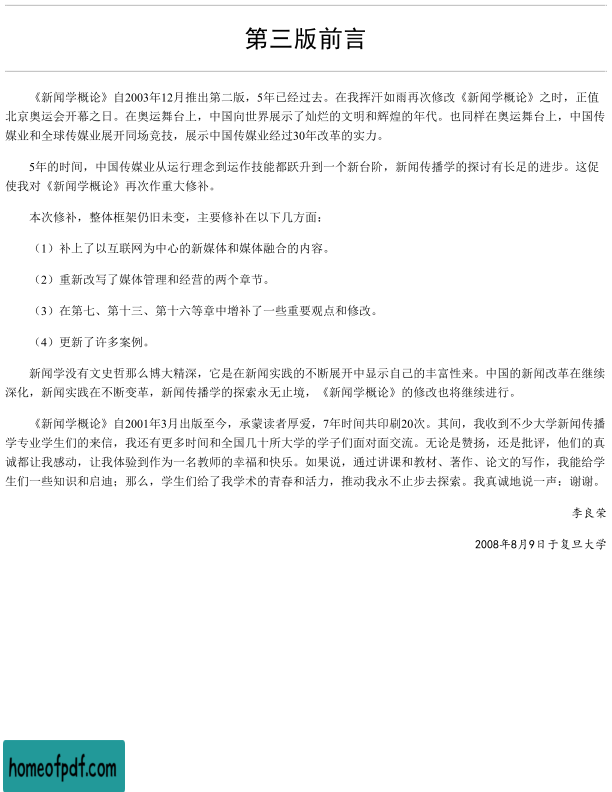 第三版前言
《新闻学概论》自2003年12月推出第二版，5年已经过去。在我挥汗如雨再次修改《新闻学概论》之时，正值
北京奥运会开幕之日。在奥运舞台上，中国向世界展示了灿烂的文明和辉煌的年代。也同样在奥运舞台上，中国传
媒业和全球传媒业展开同场竞技，展示中国传媒业经过30年改革的实力。
5年的时间，中国传媒业从运行理念到运作技能都跃升到一个新台阶，新闻传播学的探讨有长足的进步。这促
使我对《新闻学概论》再次作重大修补。
本次修补，整体框架仍旧未变，主要修补在以下几方面：
（1）补上了以互联网为中心的新媒体和媒体融合的内容。
（2）重新改写了媒体管理和经营的两个章节。
（3）在第七、第十三、第十六等章中增补了一些重要观点和修改。
（4）更新了许多案例。
新闻学没有文史哲那么博大精深，它是在新闻实践的不断展开中显示自己的丰富性来。中国的新闻改革在继续
深化，新闻实践在不断变革，新闻传播学的探索永无止境，《新闻学概论》的修改也将继续进行。
《新闻学概论》自2001年3月出版至今，承蒙读者厚爱，7年时间共印刷20次。其间，我收到不少大学新闻传播
学专业学生们的来信，我还有更多时间和全国几十所大学的学子们面对面交流。无论是赞扬，还是批评，他们的真
诚都让我感动，让我体验到作为一名教师的幸福和快乐。如果说，通过讲课和教材、著作、论文的写作，我能给学
生们一些知识和启迪；那么，学生们给了我学术的青春和活力，推动我永不止步去探索。我真诚地说一声：谢谢。
李良荣
2008年8月9日于复旦大学
homeofpdf.com